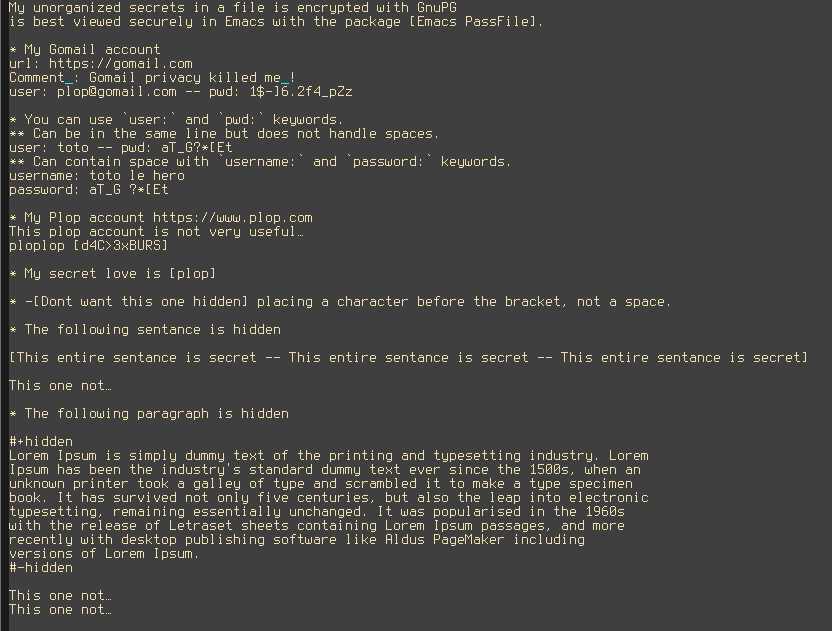 My unorganized secrets in a file is encrypted with GnuPG
is best viewed securely in Emacs with the package [Emacs PassFile].
* My Gomail account
url: https://gomail.com
Comment_: Gomail privacy killed me_!
user: plop@gomail.com -- pwd: 1$-]6.2f4_pZz
* You can use `user:` and `pwd:` keywords.
** Can be in the same line but does not handle spaces.
user: toto -- pwd: aT_G?*[Et
** Can contain space with `username:` and `password:` keywords.
username: toto le hero
password: aT_G ?*[Et
* My Plop account https://www.plop.com
This plop account is not very useful…
ploplop [d4C>3xBURS]
* My secret love is [plop]
* -[Dont want this one hidden] placing a character before the bracket, not a space.
* The following sentance is hidden
[This entire sentance is secret -- This entire sentance is secret -- This entire sentance is secret]
This one not…
* The following paragraph is hidden
#+hidden
Lorem Ipsum is simply dummy text of the printing and typesetting industry. Lorem
Ipsum has been the industry's standard dummy text ever since the 1500s, when an
unknown printer took a galley of type and scrambled it to make a type specimen
book. It has survived not only five centuries, but also the leap into electronic
typesetting, remaining essentially unchanged. It was popularised in the 1960s
with the release of Letraset sheets containing Lorem Ipsum passages, and more
recently with desktop publishing software like Aldus PageMaker including
versions of Lorem Ipsum.
#-hidden
This one not…
This one not…